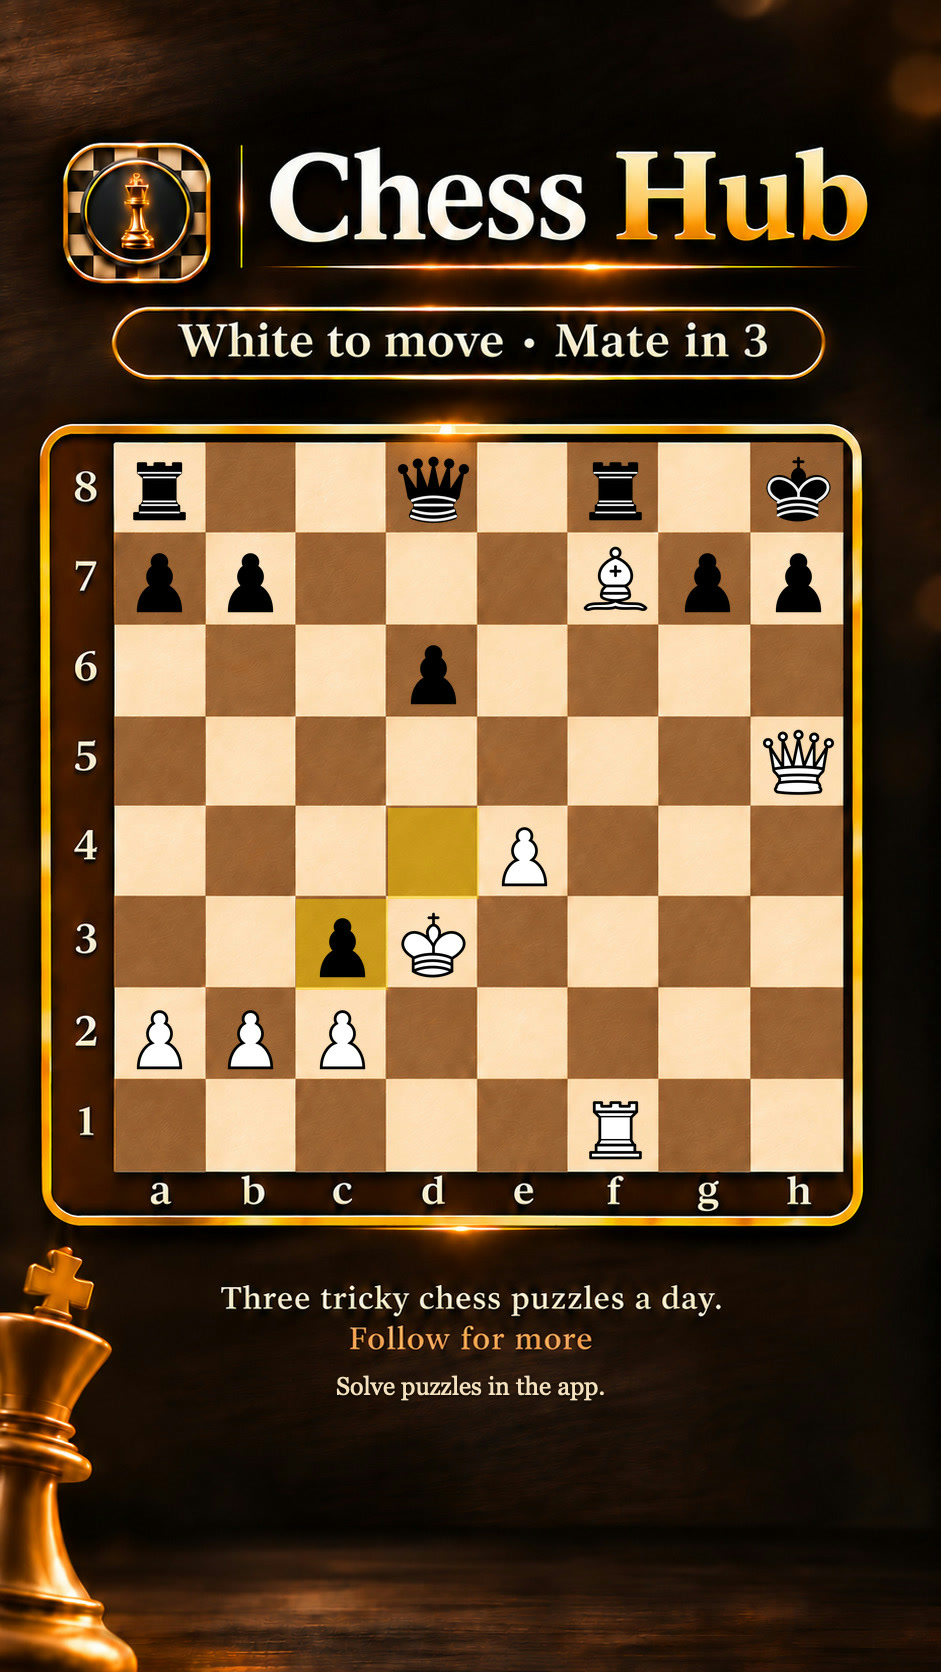 Chess Hub
White to move • Mate in 3
8
7
6
5
4
3
2
1
a b c d e f g h
Three tricky chess puzzles a day.
Follow for more
Solve puzzles in the app.